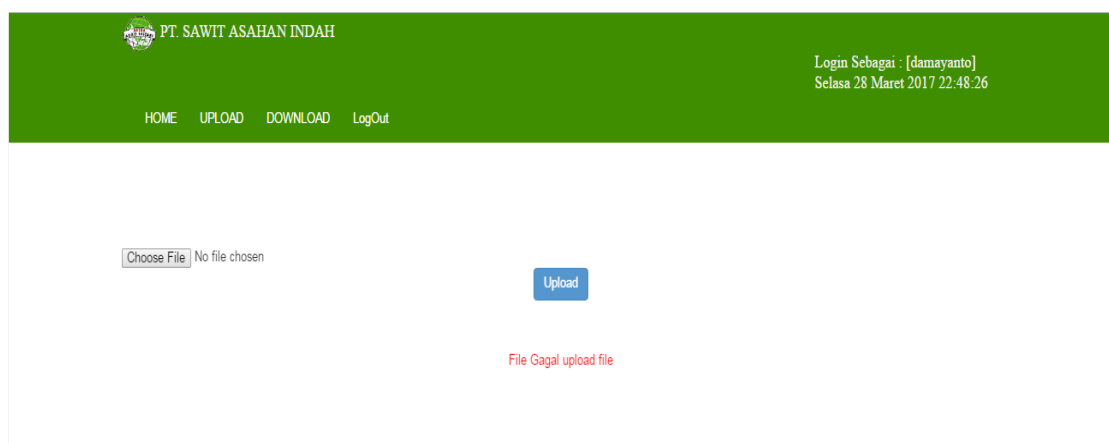 PT. SAWIT ASAHAN INDAH
Login Sebagai : [damayanto]
Selasa 28 Maret 2017 22:48:26
HOME UPLOAD DOWNLOAD LogOut
Choose File No file chosen
Upload
File Gagal upload file